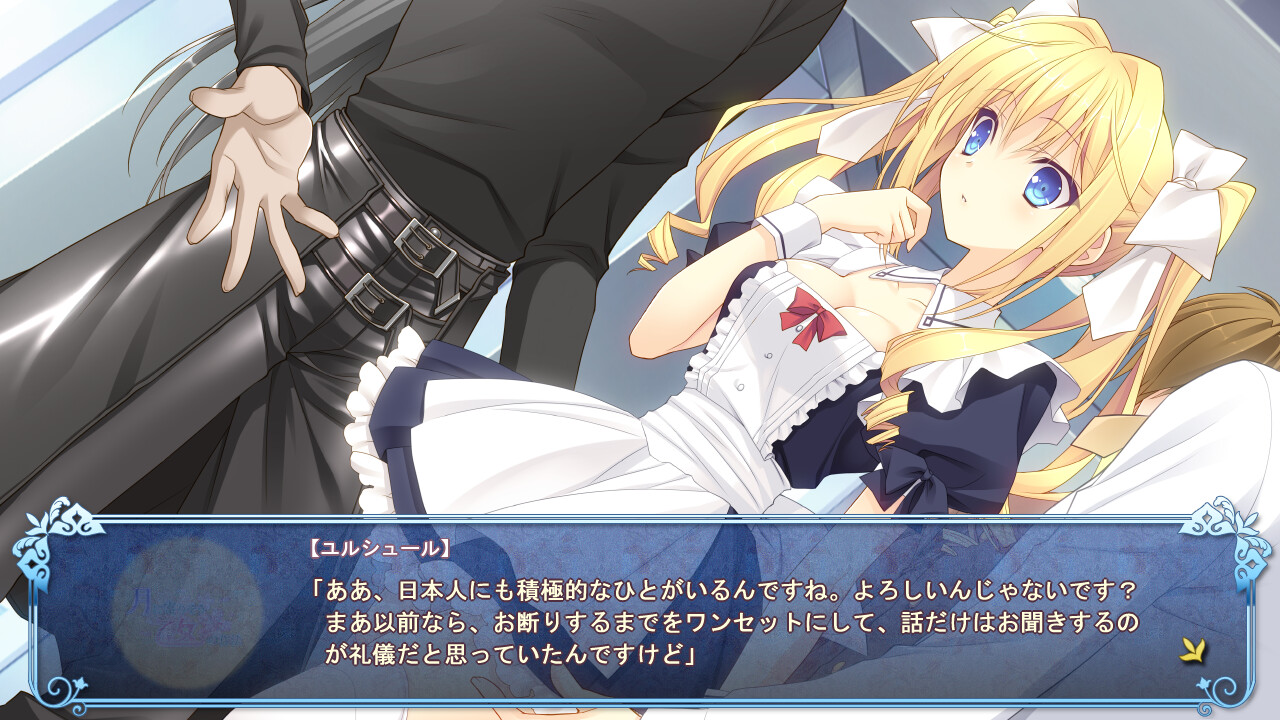 【ユルシュール】
「ああ、日本人にも積極的なひとがいるんですね。よろしいんじゃないです？
まあ以前なら、お断りするまでをワンセットにして、話だけはお聞きするの
が礼儀だと思っていたんですけど」